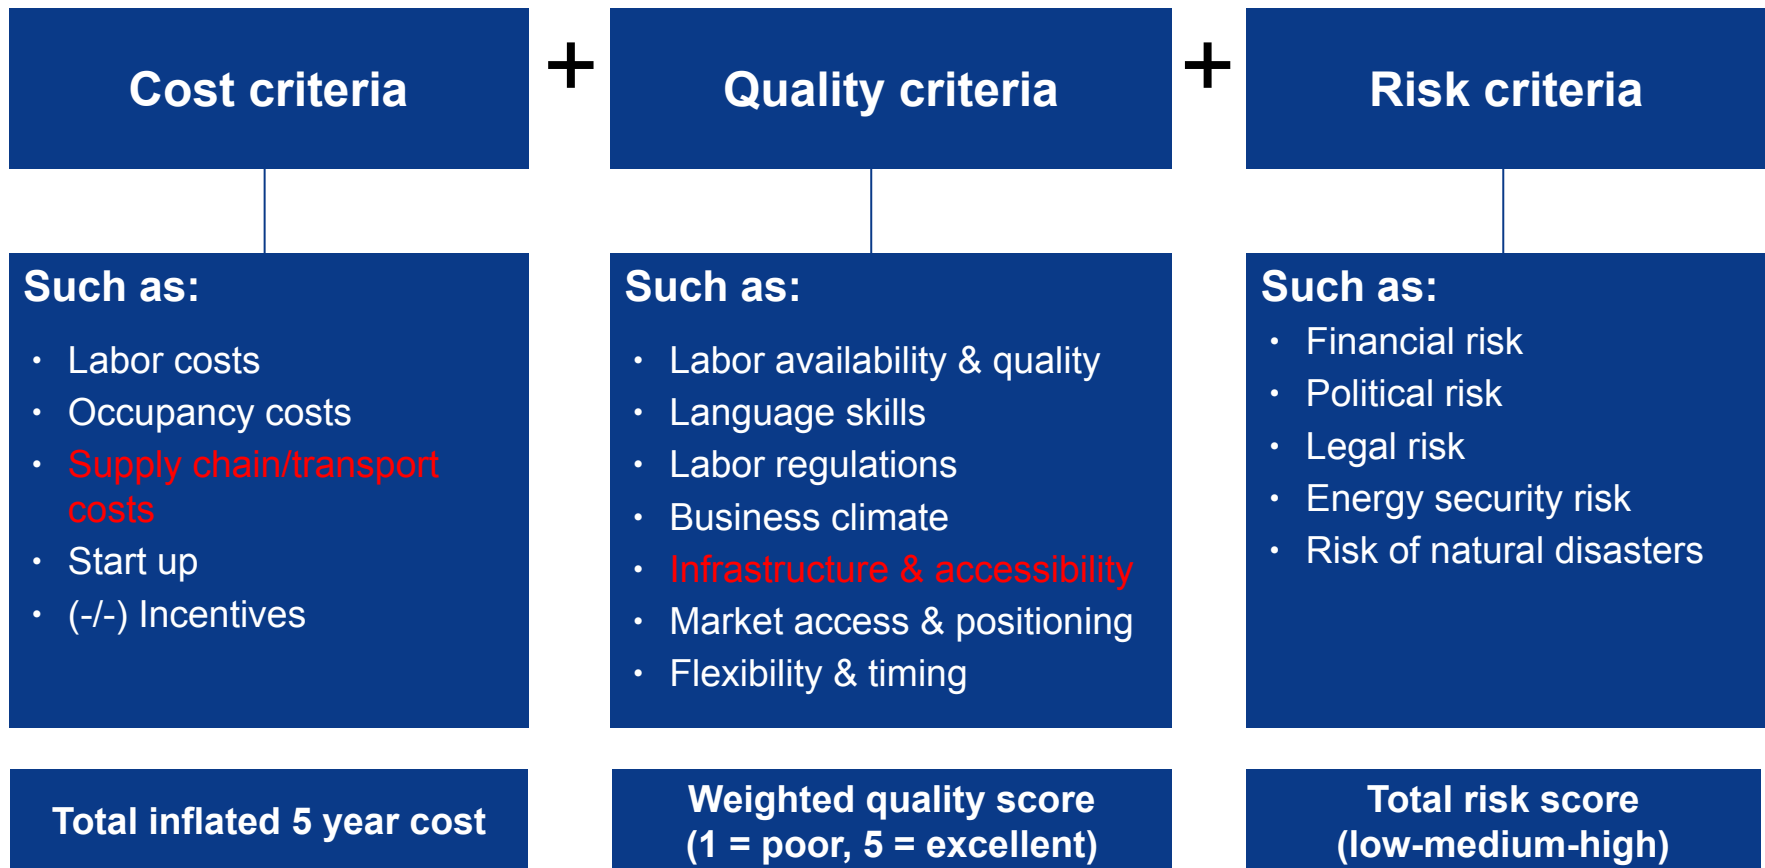 Cost criteria
+
Quality criteria
+
Risk criteria
Such as:
• Labor costs
• Occupancy costs
• Supply chain/transport
costs
• Start up
• (-/-) Incentives
Such as:
• Labor availability & quality
• Language skills
• Labor regulations
• Business climate
• Infrastructure & accessibility
• Market access & positioning
• Flexibility & timing
Such as:
• Financial risk
• Political risk
• Legal risk
• Energy security risk
• Risk of natural disasters
Total inflated 5 year cost
Weighted quality score
(1 = poor, 5 = excellent)
Total risk score
(low-medium-high)